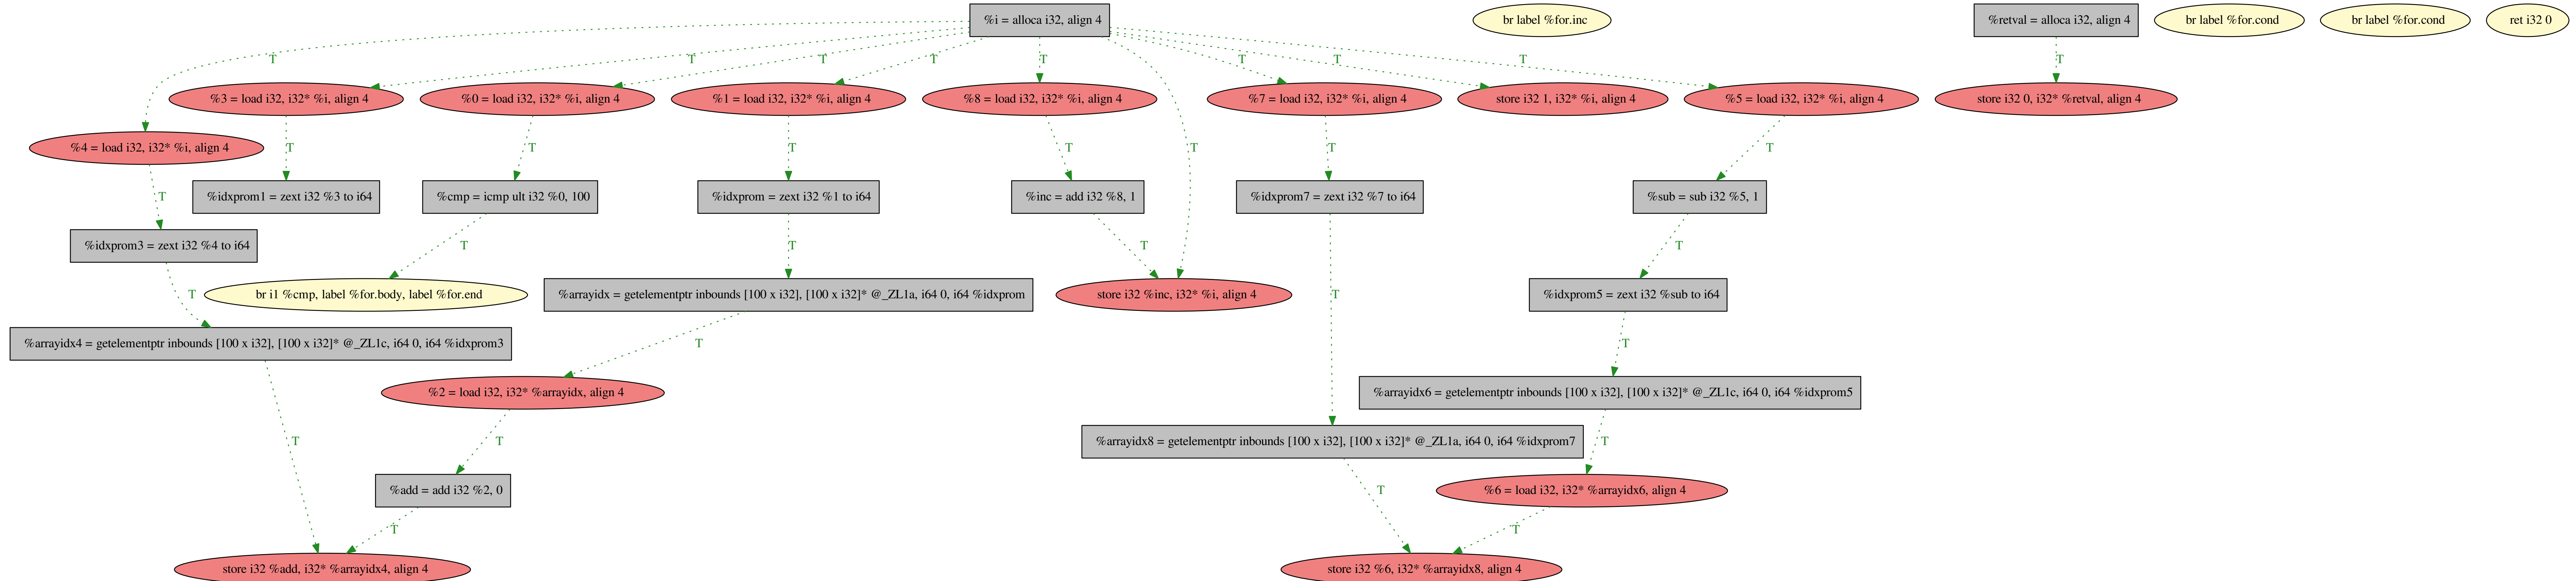 %i = alloca i32, align 4
br label %for.inc
%retval = alloca i32, align 4
br label %for.cond
br label %for.cond
ret i32 0
T
T
T
T
T
T
T
T
T
%3 = load i32, i32* %i, align 4
%0 = load i32, i32* %i, align 4
%1 = load i32, i32* %i, align 4
%8 = load i32, i32* %i, align 4
%7 = load i32, i32* %i, align 4
store i32 1, i32* %i, align 4
%5 = load i32, i32* %i, align 4
store i32 0, i32* %retval, align 4
%4 = load i32, i32* %i, align 4
T
T
T
T
T
T
T
%idxprom1 = zext i32 %3 to i64
%cmp = icmp ult i32 %0, 100
%idxprom = zext i32 %1 to i64
%inc = add i32 %8, 1
%idxprom7 = zext i32 %7 to i64
%sub = sub i32 %5, 1
T
%idxprom3 = zext i32 %4 to i64
T
T
T
T
T
br i1 %cmp, label %for.body, label %for.end
%arrayidx = getelementptr inbounds [100 x i32], [100 x i32]* @_ZL1a, i64 0, i64 %idxprom
store i32 %inc, i32* %i, align 4
%idxprom5 = zext i32 %sub to i64
T
T
%arrayidx4 = getelementptr inbounds [100 x i32], [100 x i32]* @_ZL1c, i64 0, i64 %idxprom3
T
T
%2 = load i32, i32* %arrayidx, align 4
%arrayidx6 = getelementptr inbounds [100 x i32], [100 x i32]* @_ZL1c, i64 0, i64 %idxprom5
T
T
T
%arrayidx8 = getelementptr inbounds [100 x i32], [100 x i32]* @_ZL1a, i64 0, i64 %idxprom7
%add = add i32 %2, 0
T
%6 = load i32, i32* %arrayidx6, align 4
T
T
store i32 %add, i32* %arrayidx4, align 4
store i32 %6, i32* %arrayidx8, align 4